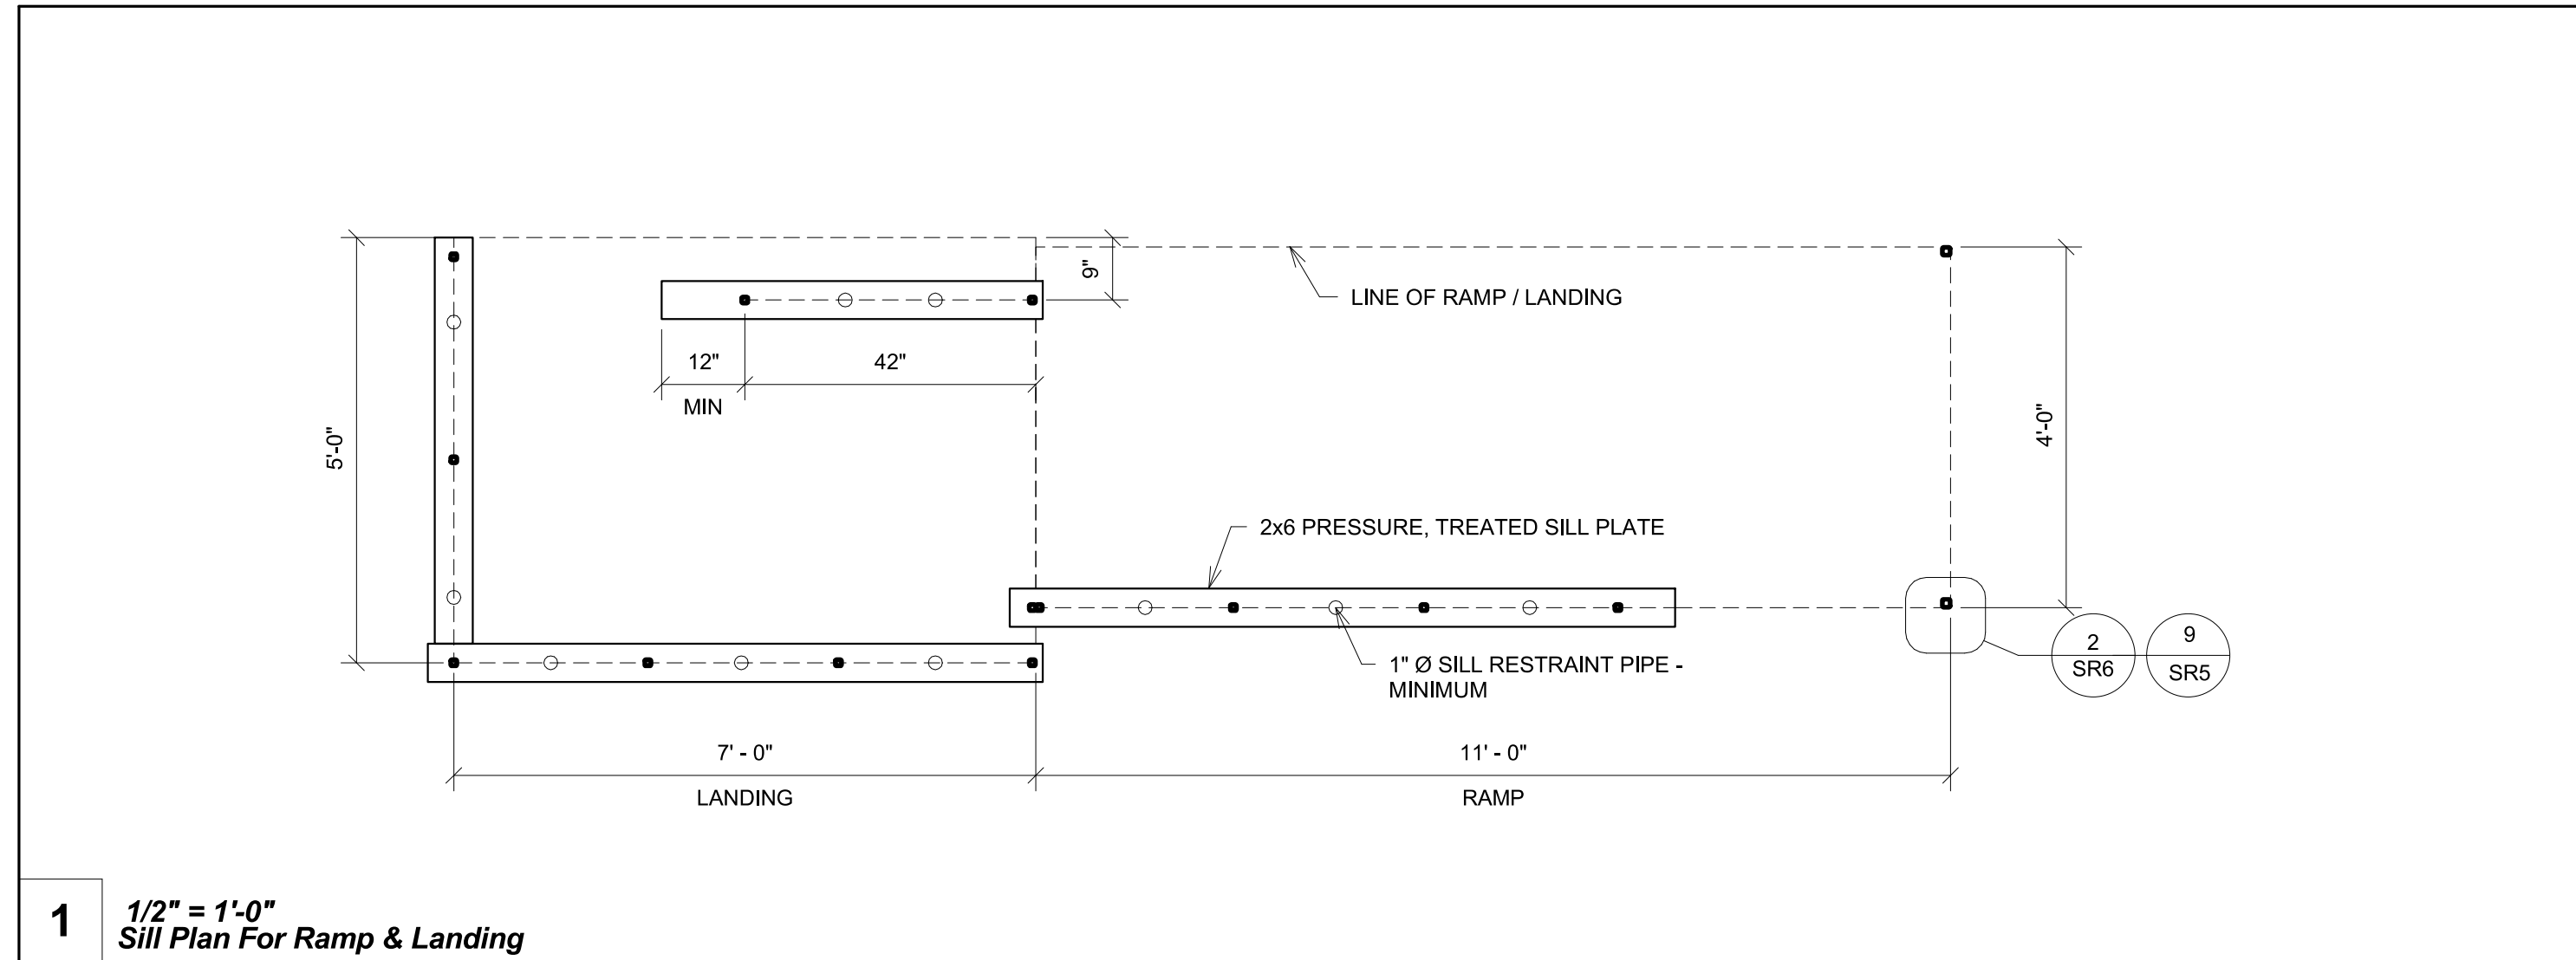 9"
LINE OF RAMP / LANDING
12"
42"
MIN
5'-0"
4'-0"
2x6 PRESSURE, TREATED SILL PLATE
1" Ø SILL RESTRAINT PIPE -
MINIMUM
2
SR6
9
SR5
7' - 0"
LANDING
11' - 0"
RAMP
1
1/2" = 1'-0"
Sill Plan For Ramp & Landing